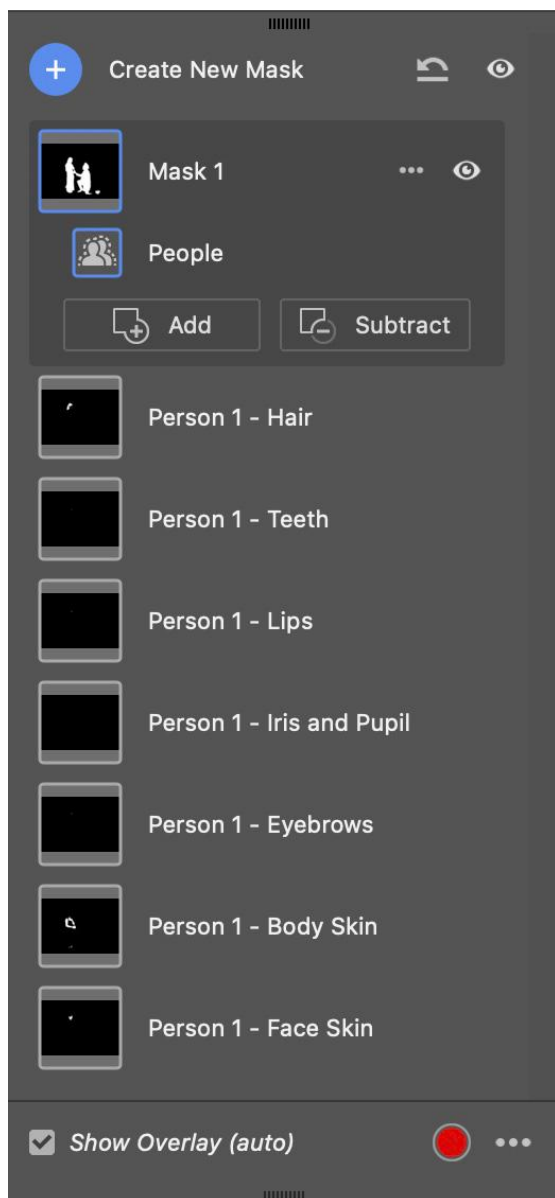 Create New Mask
Mask 1
People
Add Subtract
Person 1 - Hair
Person 1 - Teeth
Person 1 - Lips
Person 1 - Iris and Pupil
Person 1 - Eyebrows
Person 1 - Body Skin
Person 1 - Face Skin
Show Overlay (auto)